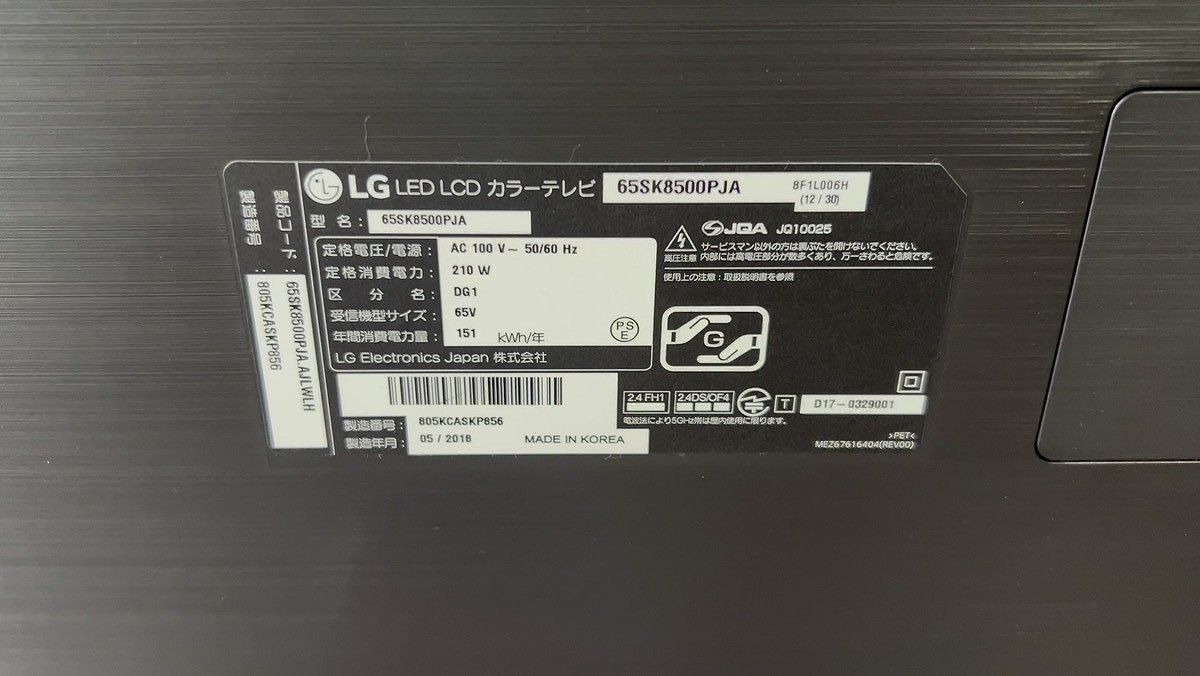 製品コード : 65SK8500PJA.AJLWLJH
製造番号 : 805KCASKP856
LG LED LCD カラーテレビ 65SK8500PJA 8F1L006H
(12 / 30)
型 名 : 65SK8500PJA
定格電圧/電源 : AC 100 V ~ 50/60 Hz
定格消費電力 : 210 W
区 分 名 : DG1
受信機型サイズ : 65V
年間消費電力量 : 151 kWh/年
PS
E
LG Electronics Japan 株式会社
製造番号 : 805KCASKP856
製造年月 : 05 / 2018 MADE IN KOREA
JQA JQ10025
高圧注意
サービスマン以外の方は裏ぶたを開けないでください。
内部には高電圧部分が数多くあり、万一さわると危険です。
使用上の注意 : 取扱説明書を参照
G
2.4 FH1 2.4DS/OF4 T D17-0329001
電波法により5GHz帯は屋内使用に限ります。
>PET<
MEZ67616404(REV00)